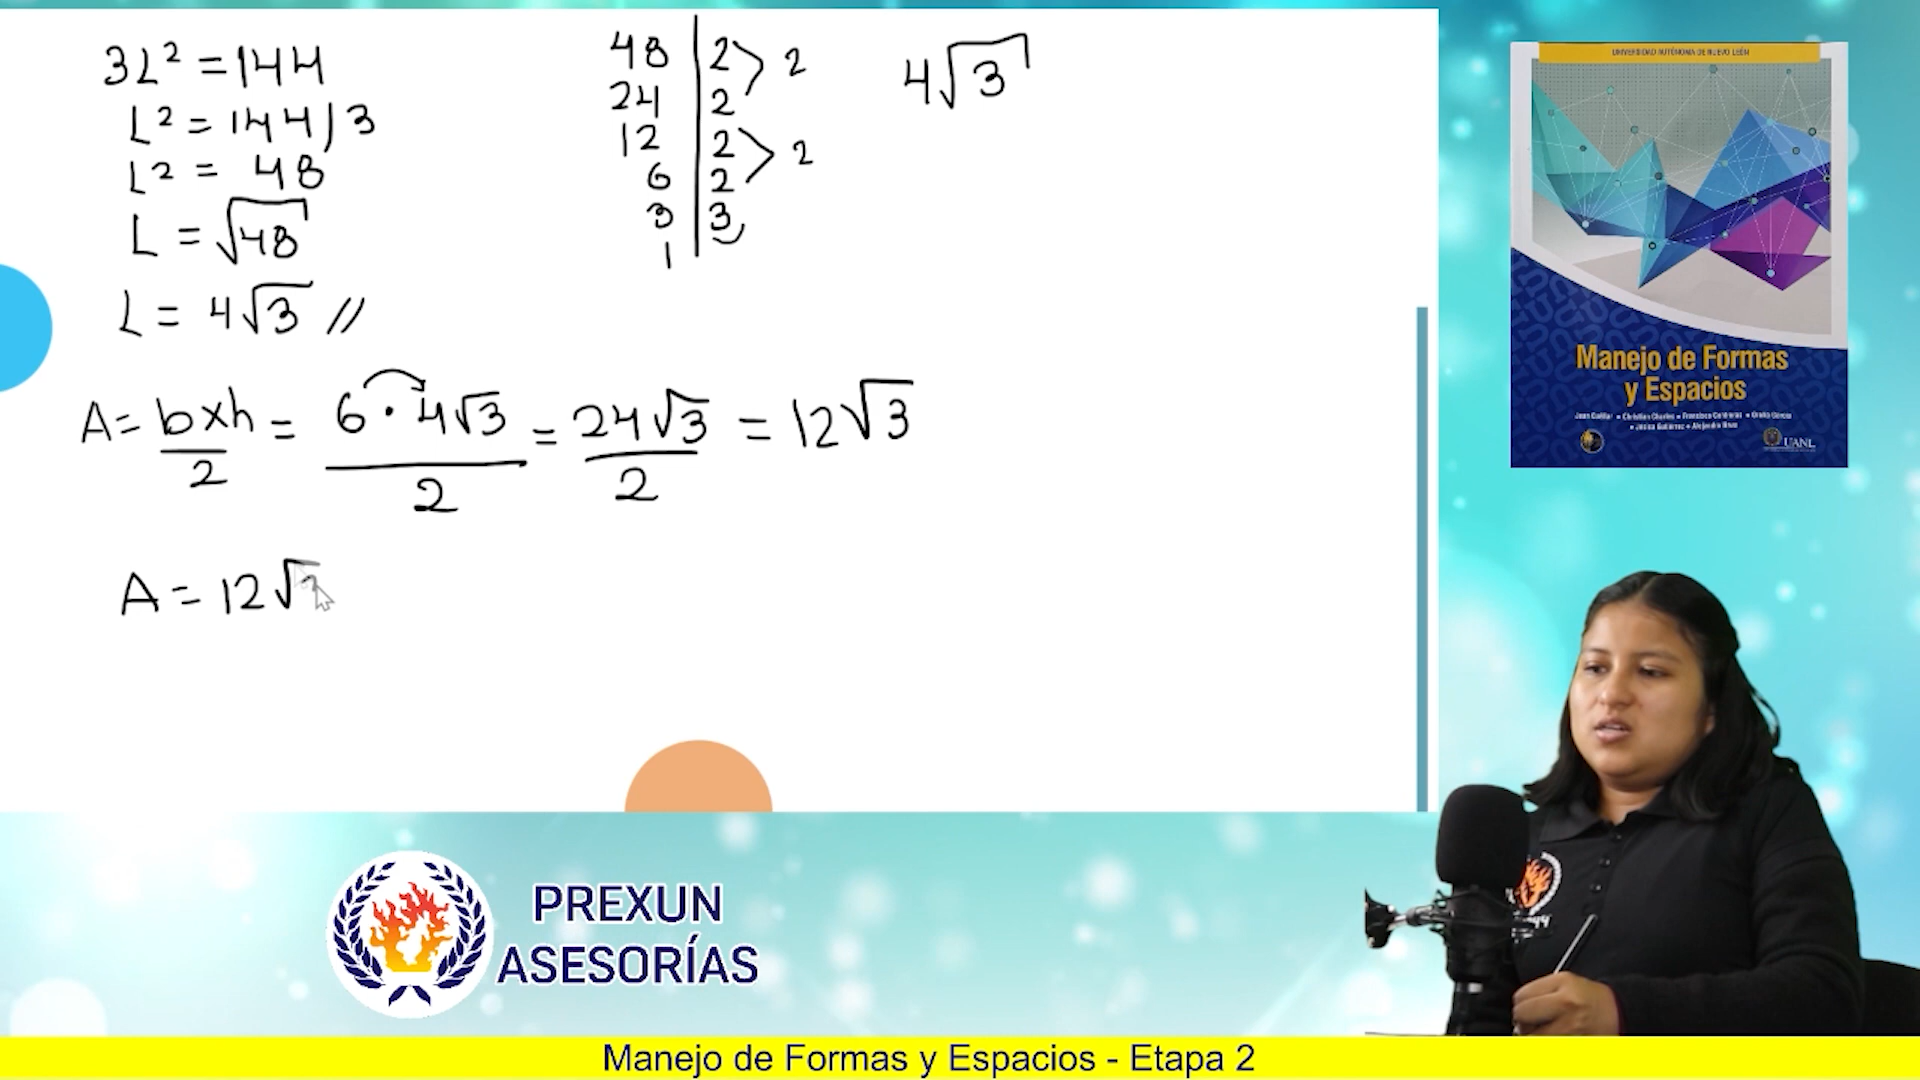 3L² = 144
L² = 144/3
L² = 48
L = √48
L = 4√3 //
48 | 2 > 2
24 | 2
12 | 2 > 2
6 | 2
3 | 3
1
4√3
A = bxh/2 = 6·4√3/2 = 24√3/2 = 12√3
A = 12√
UNIVERSIDAD AUTÓNOMA DE NUEVO LEÓN
Manejo de Formas
y Espacios
UANL
PREXUN
ASESORÍAS
Manejo de Formas y Espacios - Etapa 2